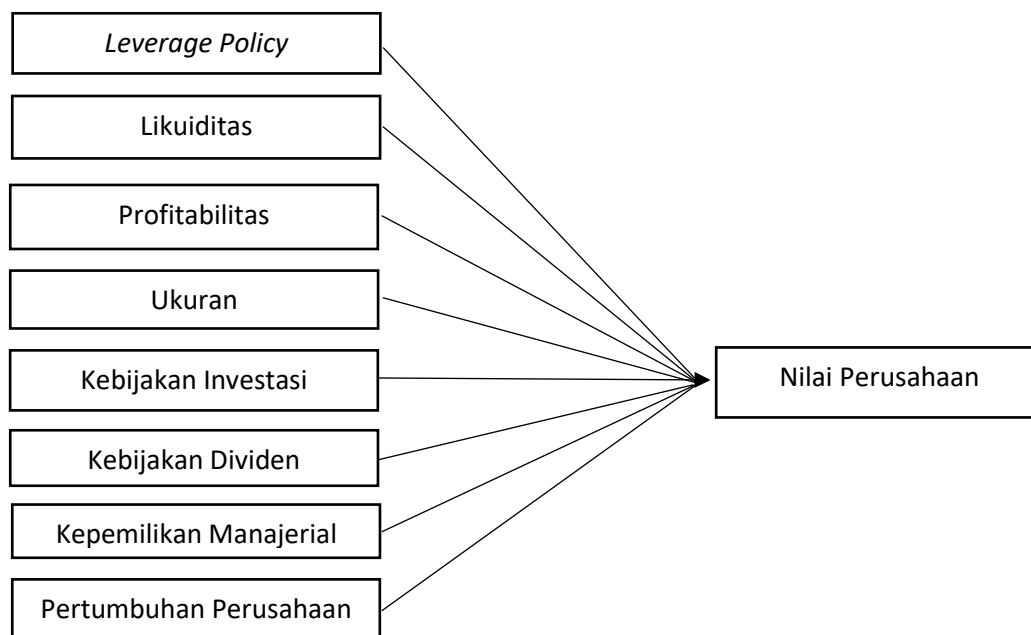 Leverage Policy
Likuiditas
Profitabilitas
Ukuran
Kebijakan Investasi
Nilai Perusahaan
Kebijakan Dividen
Kepemilikan Manajerial
Pertumbuhan Perusahaan